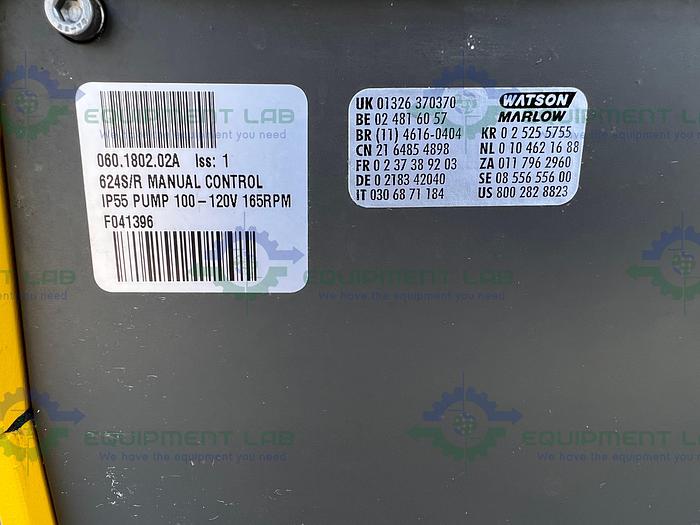 060.1802.02A Iss: 1
624S/R MANUAL CONTROL
IP55 PUMP 100-120V 165RPM
F041396
UK 01326 370370
BE 02 481 60 57
BR (11) 4616-0404
CN 21 6485 4898
FR 0 2 37 38 92 03
DE 0 2183 42040
IT 030 68 71 184
WATSON
MARLOW
KR 0 2 525 5755
NL 0 10 462 16 88
ZA 011 796 2960
SE 08 556 556 00
US 800 282 8823
EQUIPMENT LAB
We have the equipment you need